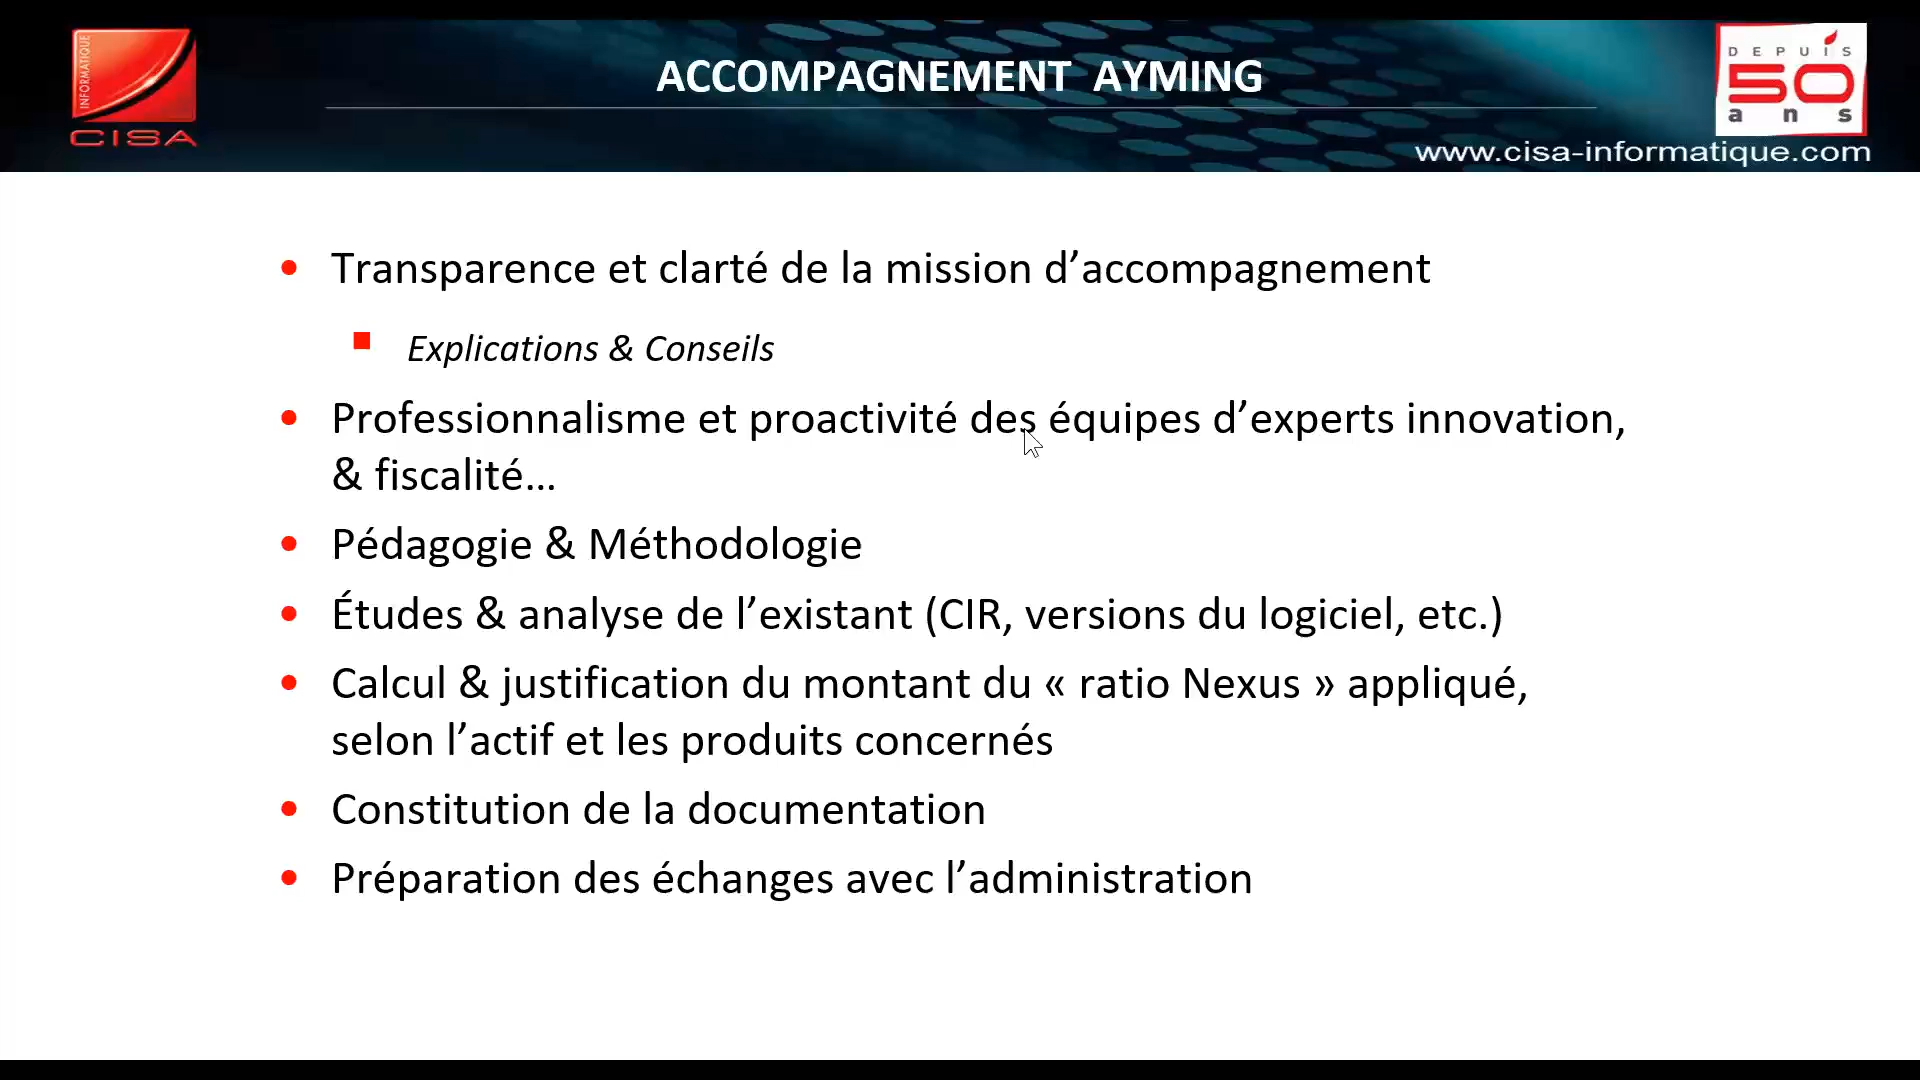 INFORMATIQUE
CISA
ACCOMPAGNEMENT AYMING
DEPUIS
50
ans
www.cisa-informatique.com
• Transparence et clarté de la mission d’accompagnement
▪ Explications & Conseils
• Professionnalisme et proactivité des équipes d’experts innovation,
& fiscalité…
• Pédagogie & Méthodologie
• Études & analyse de l’existant (CIR, versions du logiciel, etc.)
• Calcul & justification du montant du « ratio Nexus » appliqué,
selon l’actif et les produits concernés
• Constitution de la documentation
• Préparation des échanges avec l’administration